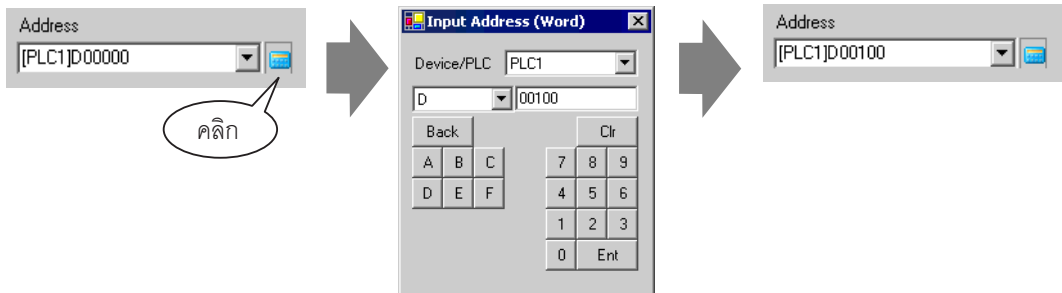 Address
[PLC1]D00000
คลิก
Input Address (Word)
Device/PLC PLC1
D 00100
Back Clr
A B C 7 8 9
D E F 4 5 6
1 2 3
0 Ent
Address
[PLC1]D00100